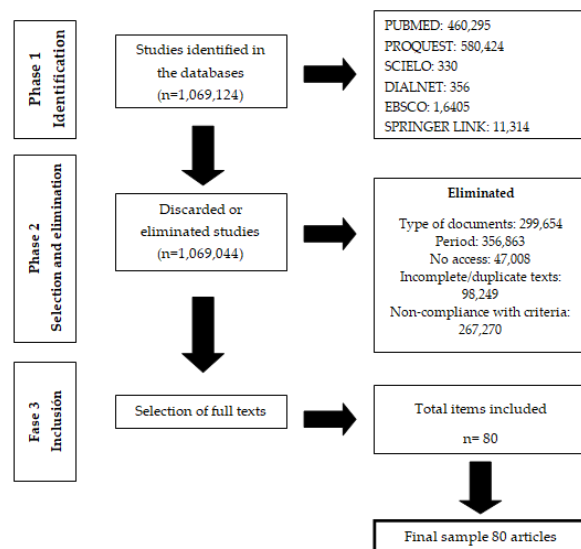 Phase 1
Identification
Studies identified in
the databases
(n=1,069,124)
PUBMED: 460,295
PROQUEST: 580,424
SCIELO: 330
DIALNET: 356
EBSCO: 1,6405
SPRINGER LINK: 11,314
Phase 2
Selection and elimination
Discarded or
eliminated studies
(n=1,069,044)
Eliminated
Type of documents: 299,654
Period: 356,863
No access: 47,008
Incomplete/duplicate texts:
98,249
Non-compliance with criteria:
267,270
Fase 3
Inclusión
Selection of full texts
Total items included
n= 80
Final sample 80 articles